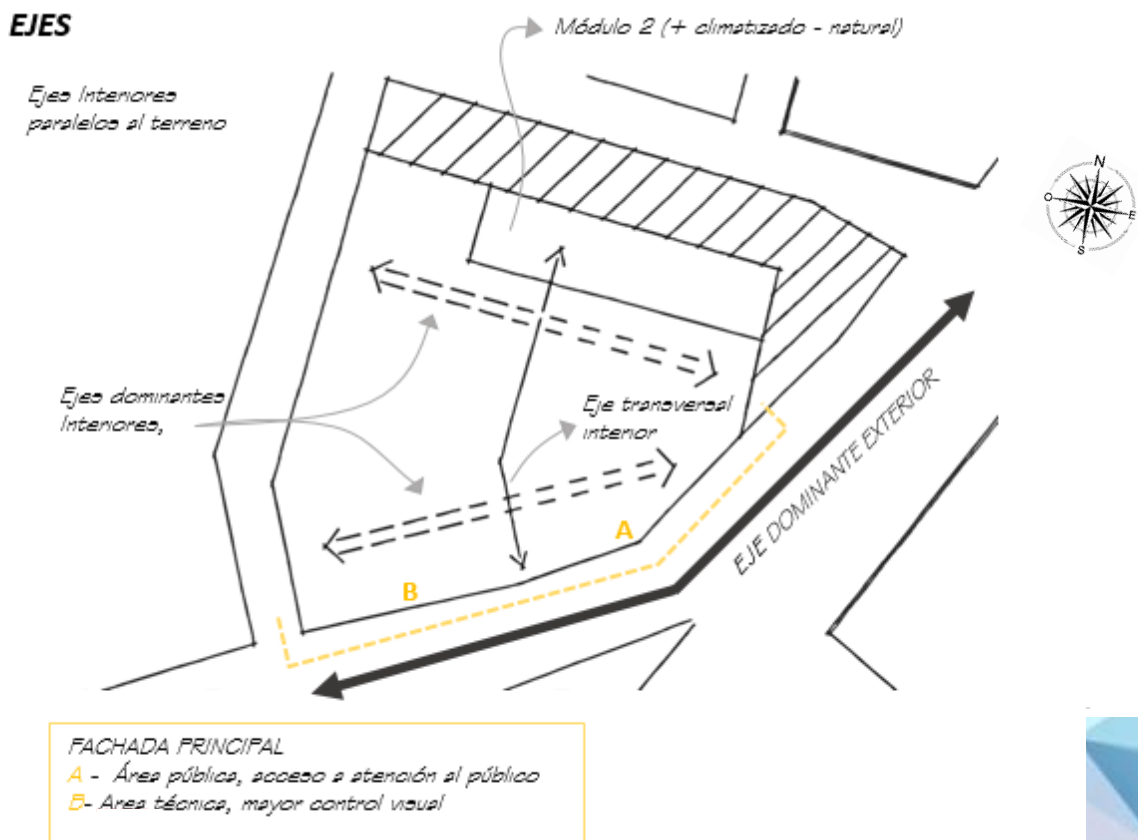 EJES
Módulo 2 (+ climatizado - natural)
Ejes Interiores
paralelos al terreno
N
O
E
S
Ejes dominantes
Interiores,
Eje transversal
interior
EJE DOMINANTE EXTERIOR
A
B
FACHADA PRINCIPAL
A - Área pública, acceso a atención al público
B- Area técnica, mayor control visual